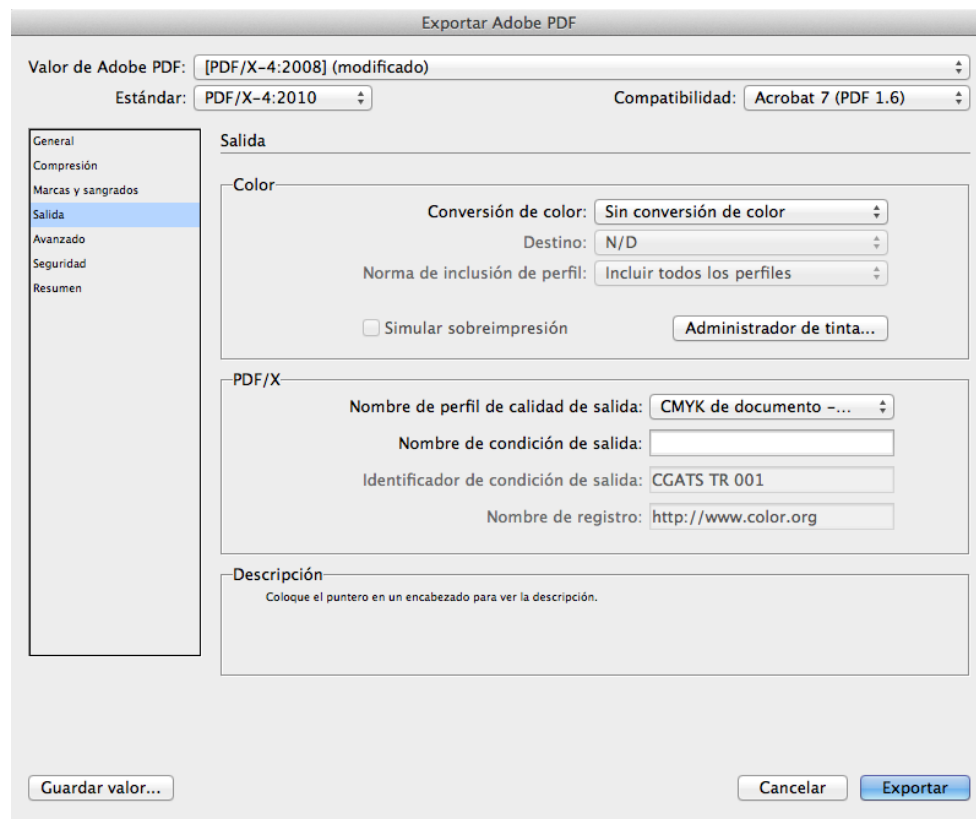 Exportar Adobe PDF
Valor de Adobe PDF: [PDF/X-4:2008] (modificado)
Estándar: PDF/X-4:2010 Compatibilidad: Acrobat 7 (PDF 1.6)
General
Compresión
Marcas y sangrados
Salida
Avanzado
Seguridad
Resumen
Salida
Color
Conversión de color: Sin conversión de color
Destino: N/D
Norma de inclusión de perfil: Incluir todos los perfiles
Simular sobreimpresión Administrador de tinta...
PDF/X
Nombre de perfil de calidad de salida: CMYK de documento -...
Nombre de condición de salida:
Identificador de condición de salida: CGATS TR 001
Nombre de registro: http://www.color.org
Descripción
Coloque el puntero en un encabezado para ver la descripción.
Guardar valor... Cancelar Exportar